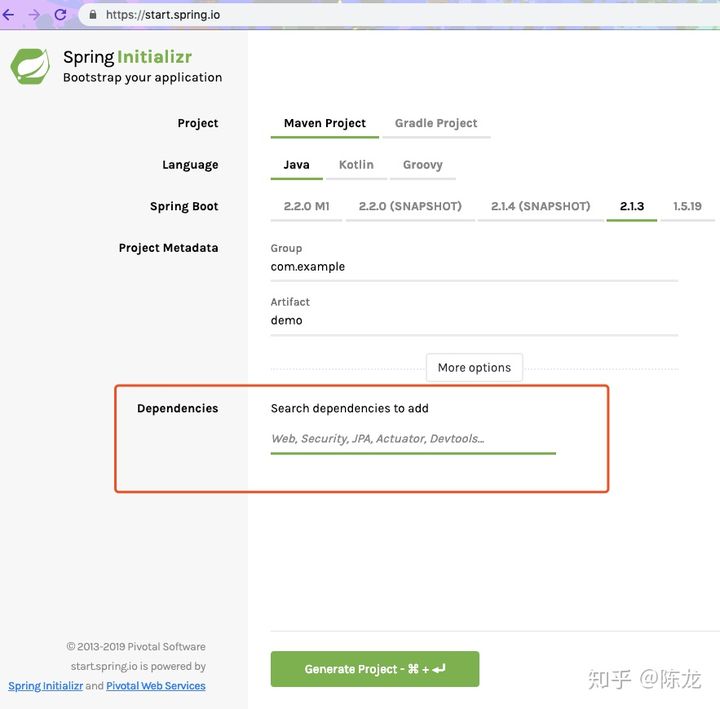 https://start.spring.io
Spring Initializr
Bootstrap your application
Project
Maven Project Gradle Project
Language
Java Kotlin Groovy
Spring Boot
2.2.0 M1 2.2.0 (SNAPSHOT) 2.1.4 (SNAPSHOT) 2.1.3 1.5.19
Project Metadata
Group
com.example
Artifact
demo
More options
Dependencies
Search dependencies to add
Web, Security, JPA, Actuator, Devtools...
© 2013-2019 Pivotal Software
start.spring.io is powered by
Spring Initializr and Pivotal Web Services
Generate Project - ⌘ + ↵
知乎 @陈龙